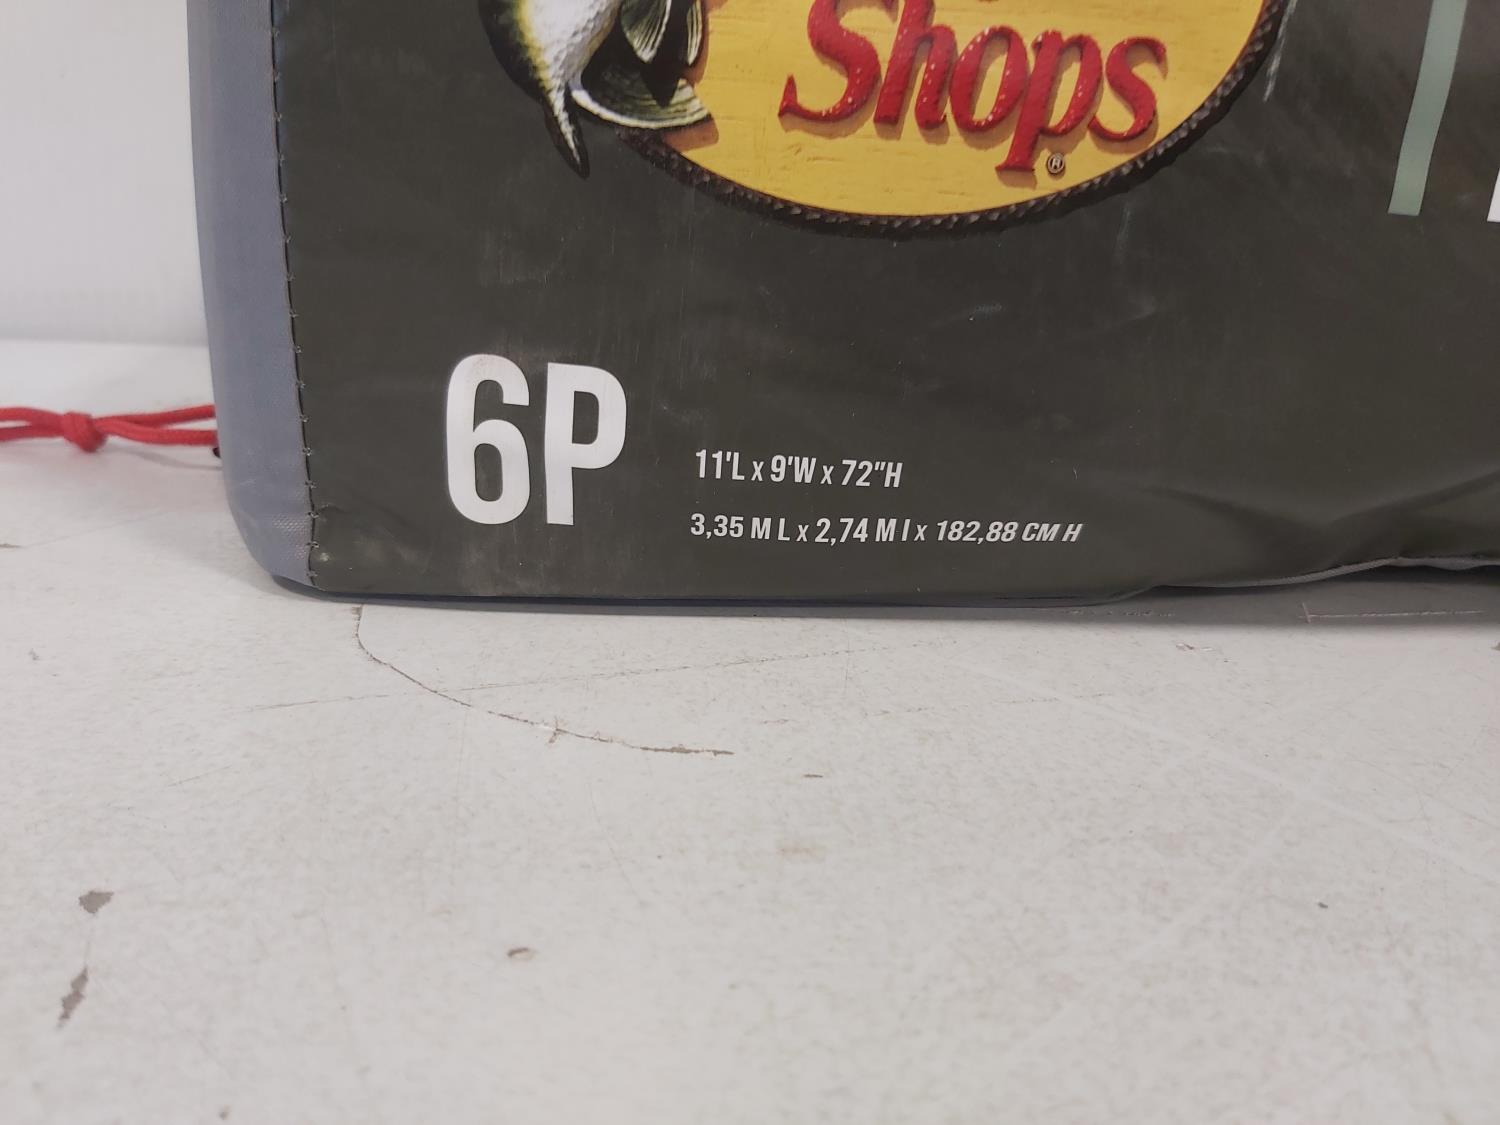 Shops
®
6P
11'L x 9'W x 72"H
3,35 M L x 2,74 M l x 182,88 CM H